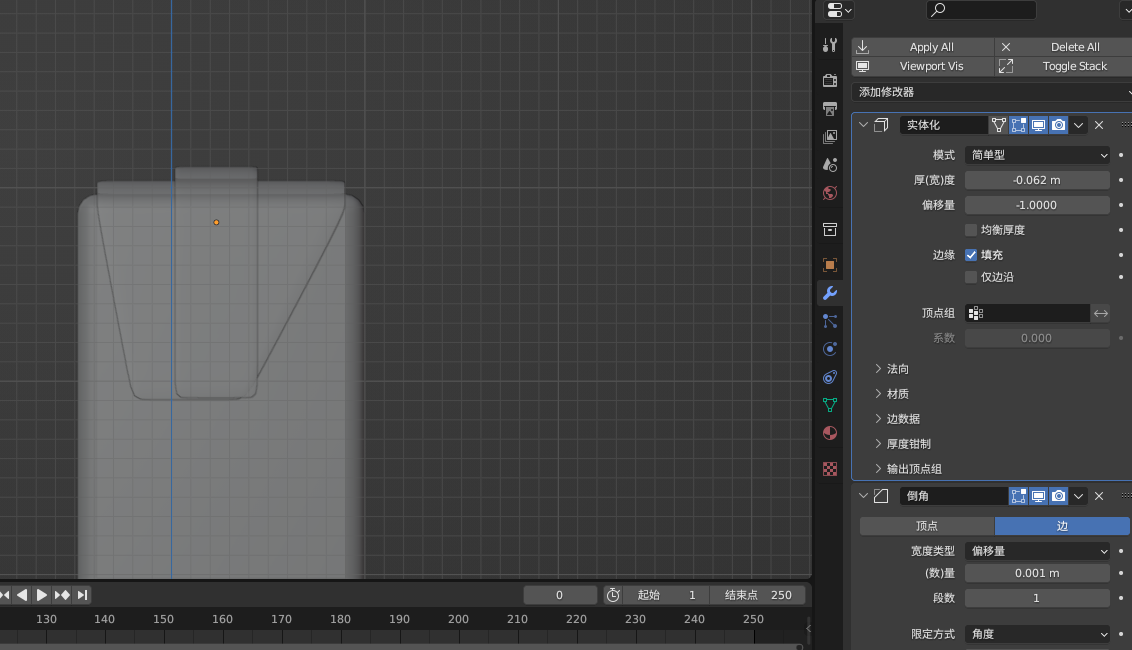 Apply All Delete All
Viewport Vis Toggle Stack
添加修改器
实体化
模式 简单型
厚(宽)度 -0.062 m
偏移量 -1.0000
均衡厚度
边缘 填充
仅边沿
顶点组
系数 0.000
法向
材质
边数据
厚度钳制
输出顶点组
倒角
顶点 边
宽度类型 偏移量
(数)量 0.001 m
段数 1
限定方式 角度
0 起始 1 结束点 250
130 140 150 160 170 180 190 200 210 220 230 240 250